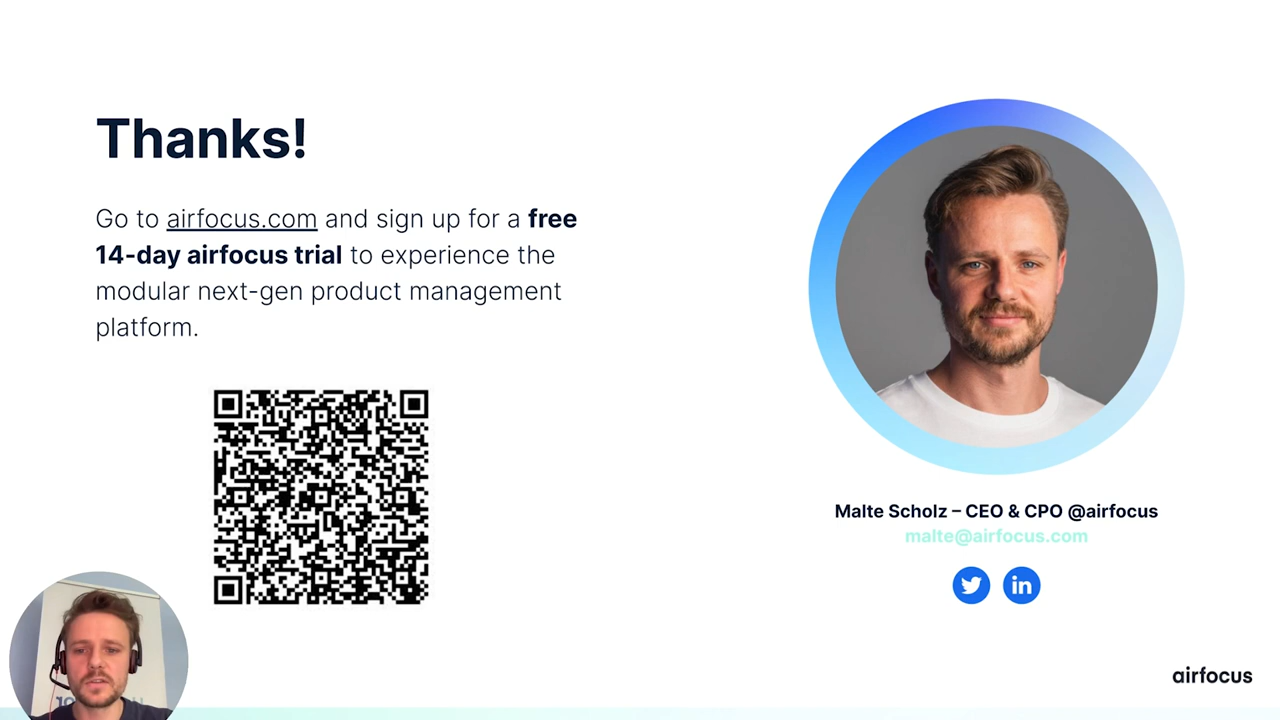 Thanks!
Go to airfocus.com and sign up for a free
14-day airfocus trial to experience the
modular next-gen product management
platform.
Malte Scholz – CEO & CPO @airfocus
malte@airfocus.com
in
airfocus